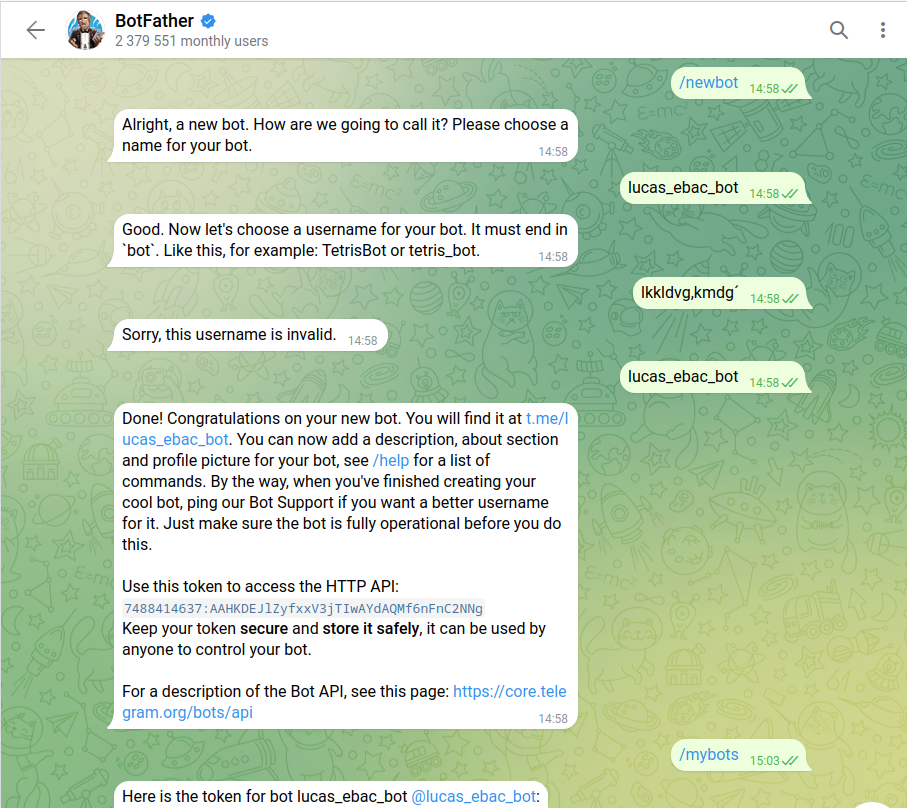 BotFather
2 379 551 monthly users
/newbot 14:58
Alright, a new bot. How are we going to call it? Please choose a
name for your bot. 14:58
lucas_ebac_bot 14:58
Good. Now let's choose a username for your bot. It must end in
`bot`. Like this, for example: TetrisBot or tetris_bot. 14:58
lkkldvg,kmdg´ 14:58
Sorry, this username is invalid. 14:58
lucas_ebac_bot 14:58
Done! Congratulations on your new bot. You will find it at t.me/l
ucas_ebac_bot. You can now add a description, about section
and profile picture for your bot, see /help for a list of
commands. By the way, when you've finished creating your
cool bot, ping our Bot Support if you want a better username
for it. Just make sure the bot is fully operational before you do
this.
Use this token to access the HTTP API:
7488414637:AAHKDEJlZyfxxV3jTIwAYdAQMf6nFnC2NNg
Keep your token secure and store it safely, it can be used by
anyone to control your bot.
For a description of the Bot API, see this page: https://core.tele
gram.org/bots/api 14:58
/mybots 15:03
Here is the token for bot lucas_ebac_bot @lucas_ebac_bot: